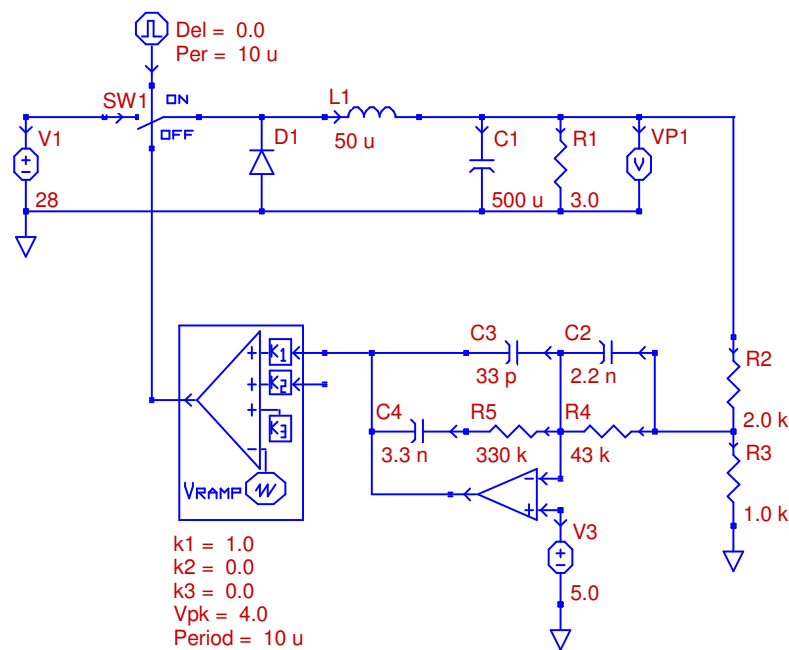 Del = 0.0
Per = 10 u
SW1
ON
OFF
V1
28
D1
L1
50 u
C1
500 u
R1
3.0
VP1
V
C3
33 p
C2
2.2 n
R2
2.0 k
K1
K2
K3
VRAMP
C4
3.3 n
R5
330 k
R4
43 k
R3
1.0 k
V3
5.0
k1 = 1.0
k2 = 0.0
k3 = 0.0
Vpk = 4.0
Period = 10 u